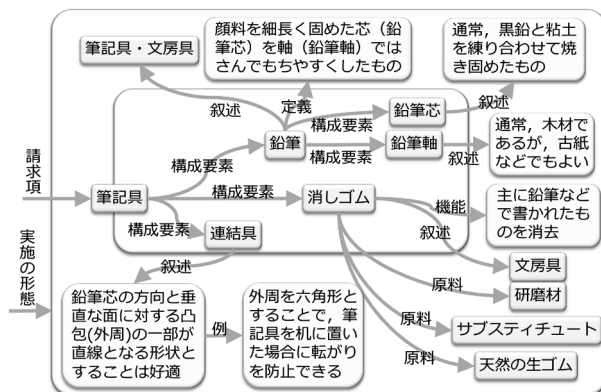 筆記具・文房具
顔料を細長く固めた芯（鉛
筆芯）を軸（鉛筆軸）では
さんでもちやすくしたもの
通常，黒鉛と粘土
を練り合わせて焼
き固めたもの
叙述
定義
鉛筆芯
叙述
鉛筆
構成要素
構成要素
鉛筆軸
叙述
通常，木材で
あるが，古紙
などでもよい
請求項
構成要素
筆記具
構成要素
消しゴム
機能
主に鉛筆など
で書かれたも
のを消去
構成要素
連結具
叙述
文房具
実施の形態
叙述
原料
研磨材
鉛筆芯の方向と垂
直な面に対する凸
包(外周)の一部が
直線となる形状と
することは好適
例
外周を六角形と
することで，筆
記具を机に置い
た場合に転がり
を防止できる
原料
サブスティチュート
原料
天然の生ゴム